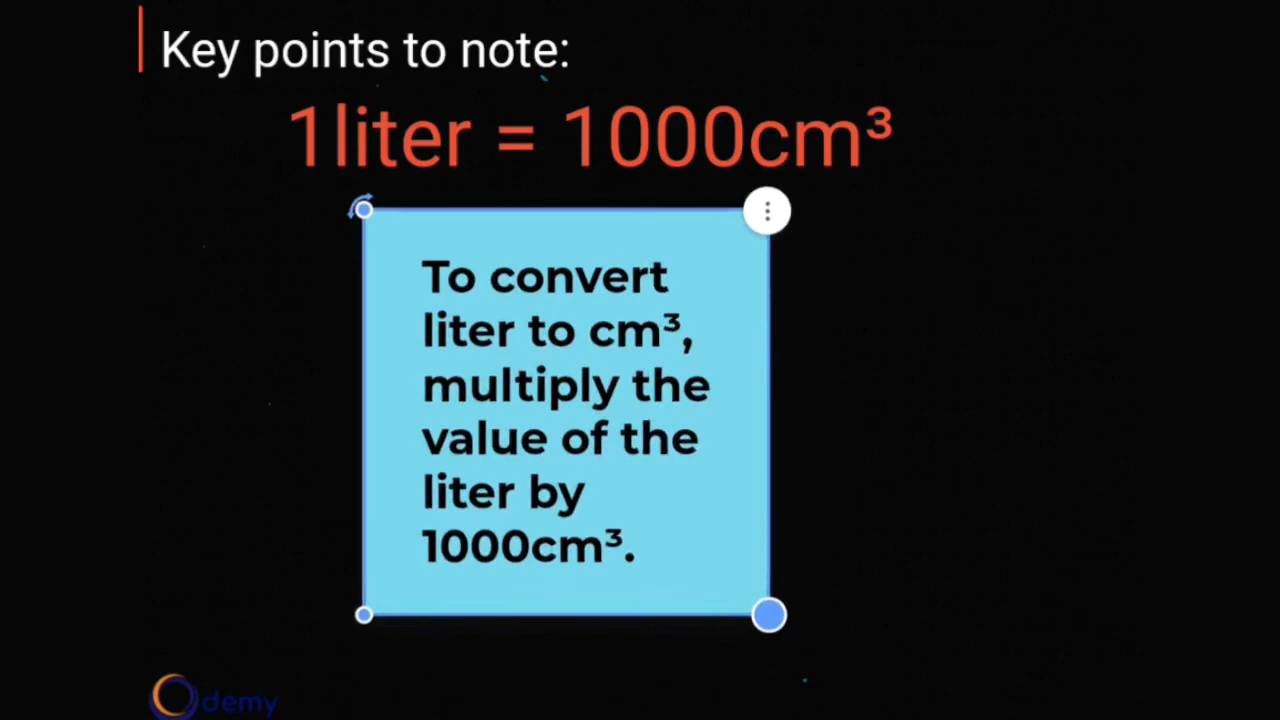 Key points to note:
1liter = 1000cm³
To convert
liter to cm³,
multiply the
value of the
liter by
1000cm³.
Odemy